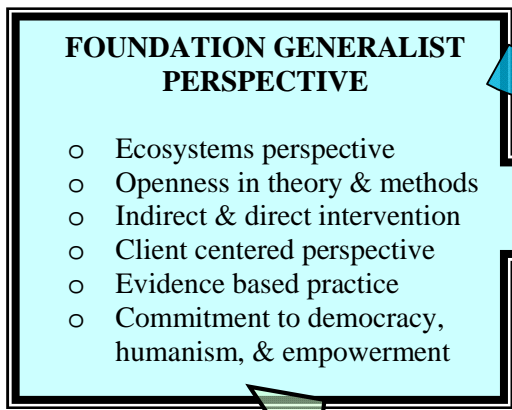 FOUNDATION GENERALIST
PERSPECTIVE
o Ecosystems perspective
o Openness in theory & methods
o Indirect & direct intervention
o Client centered perspective
o Evidence based practice
o Commitment to democracy,
humanism, & empowerment